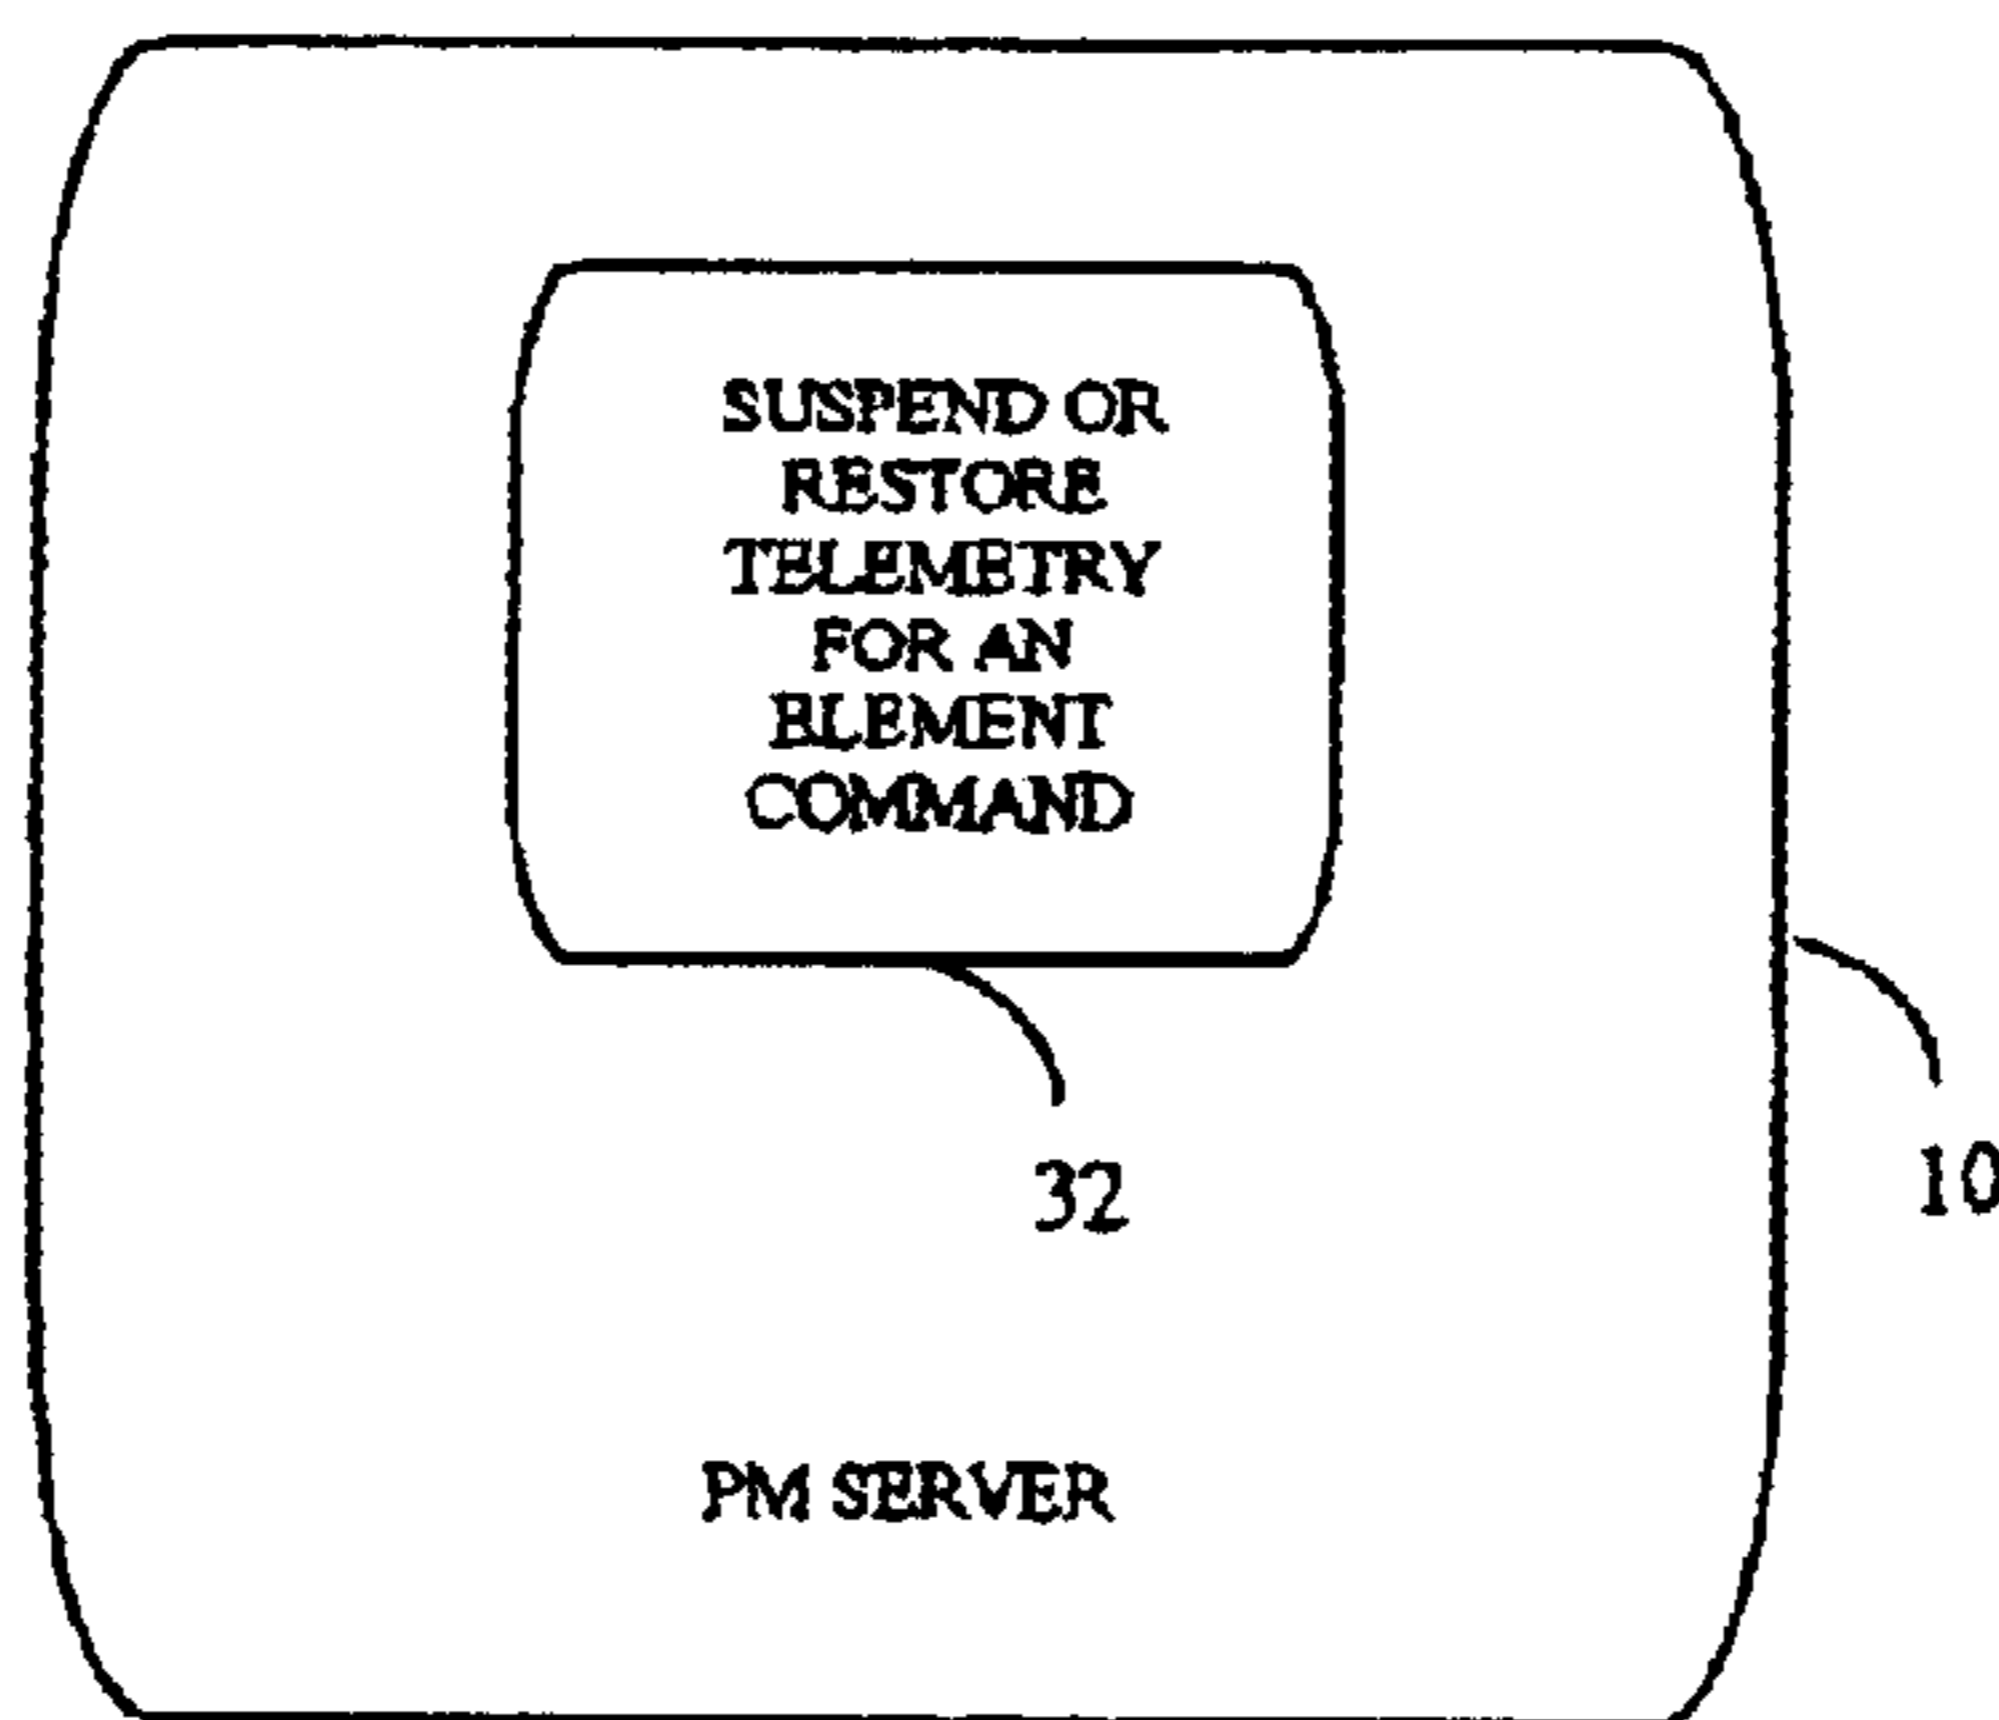 SUSPEND OR
RESTORE
TELEMETRY
FOR AN
ELEMENT
COMMAND
32
10
PM SERVER